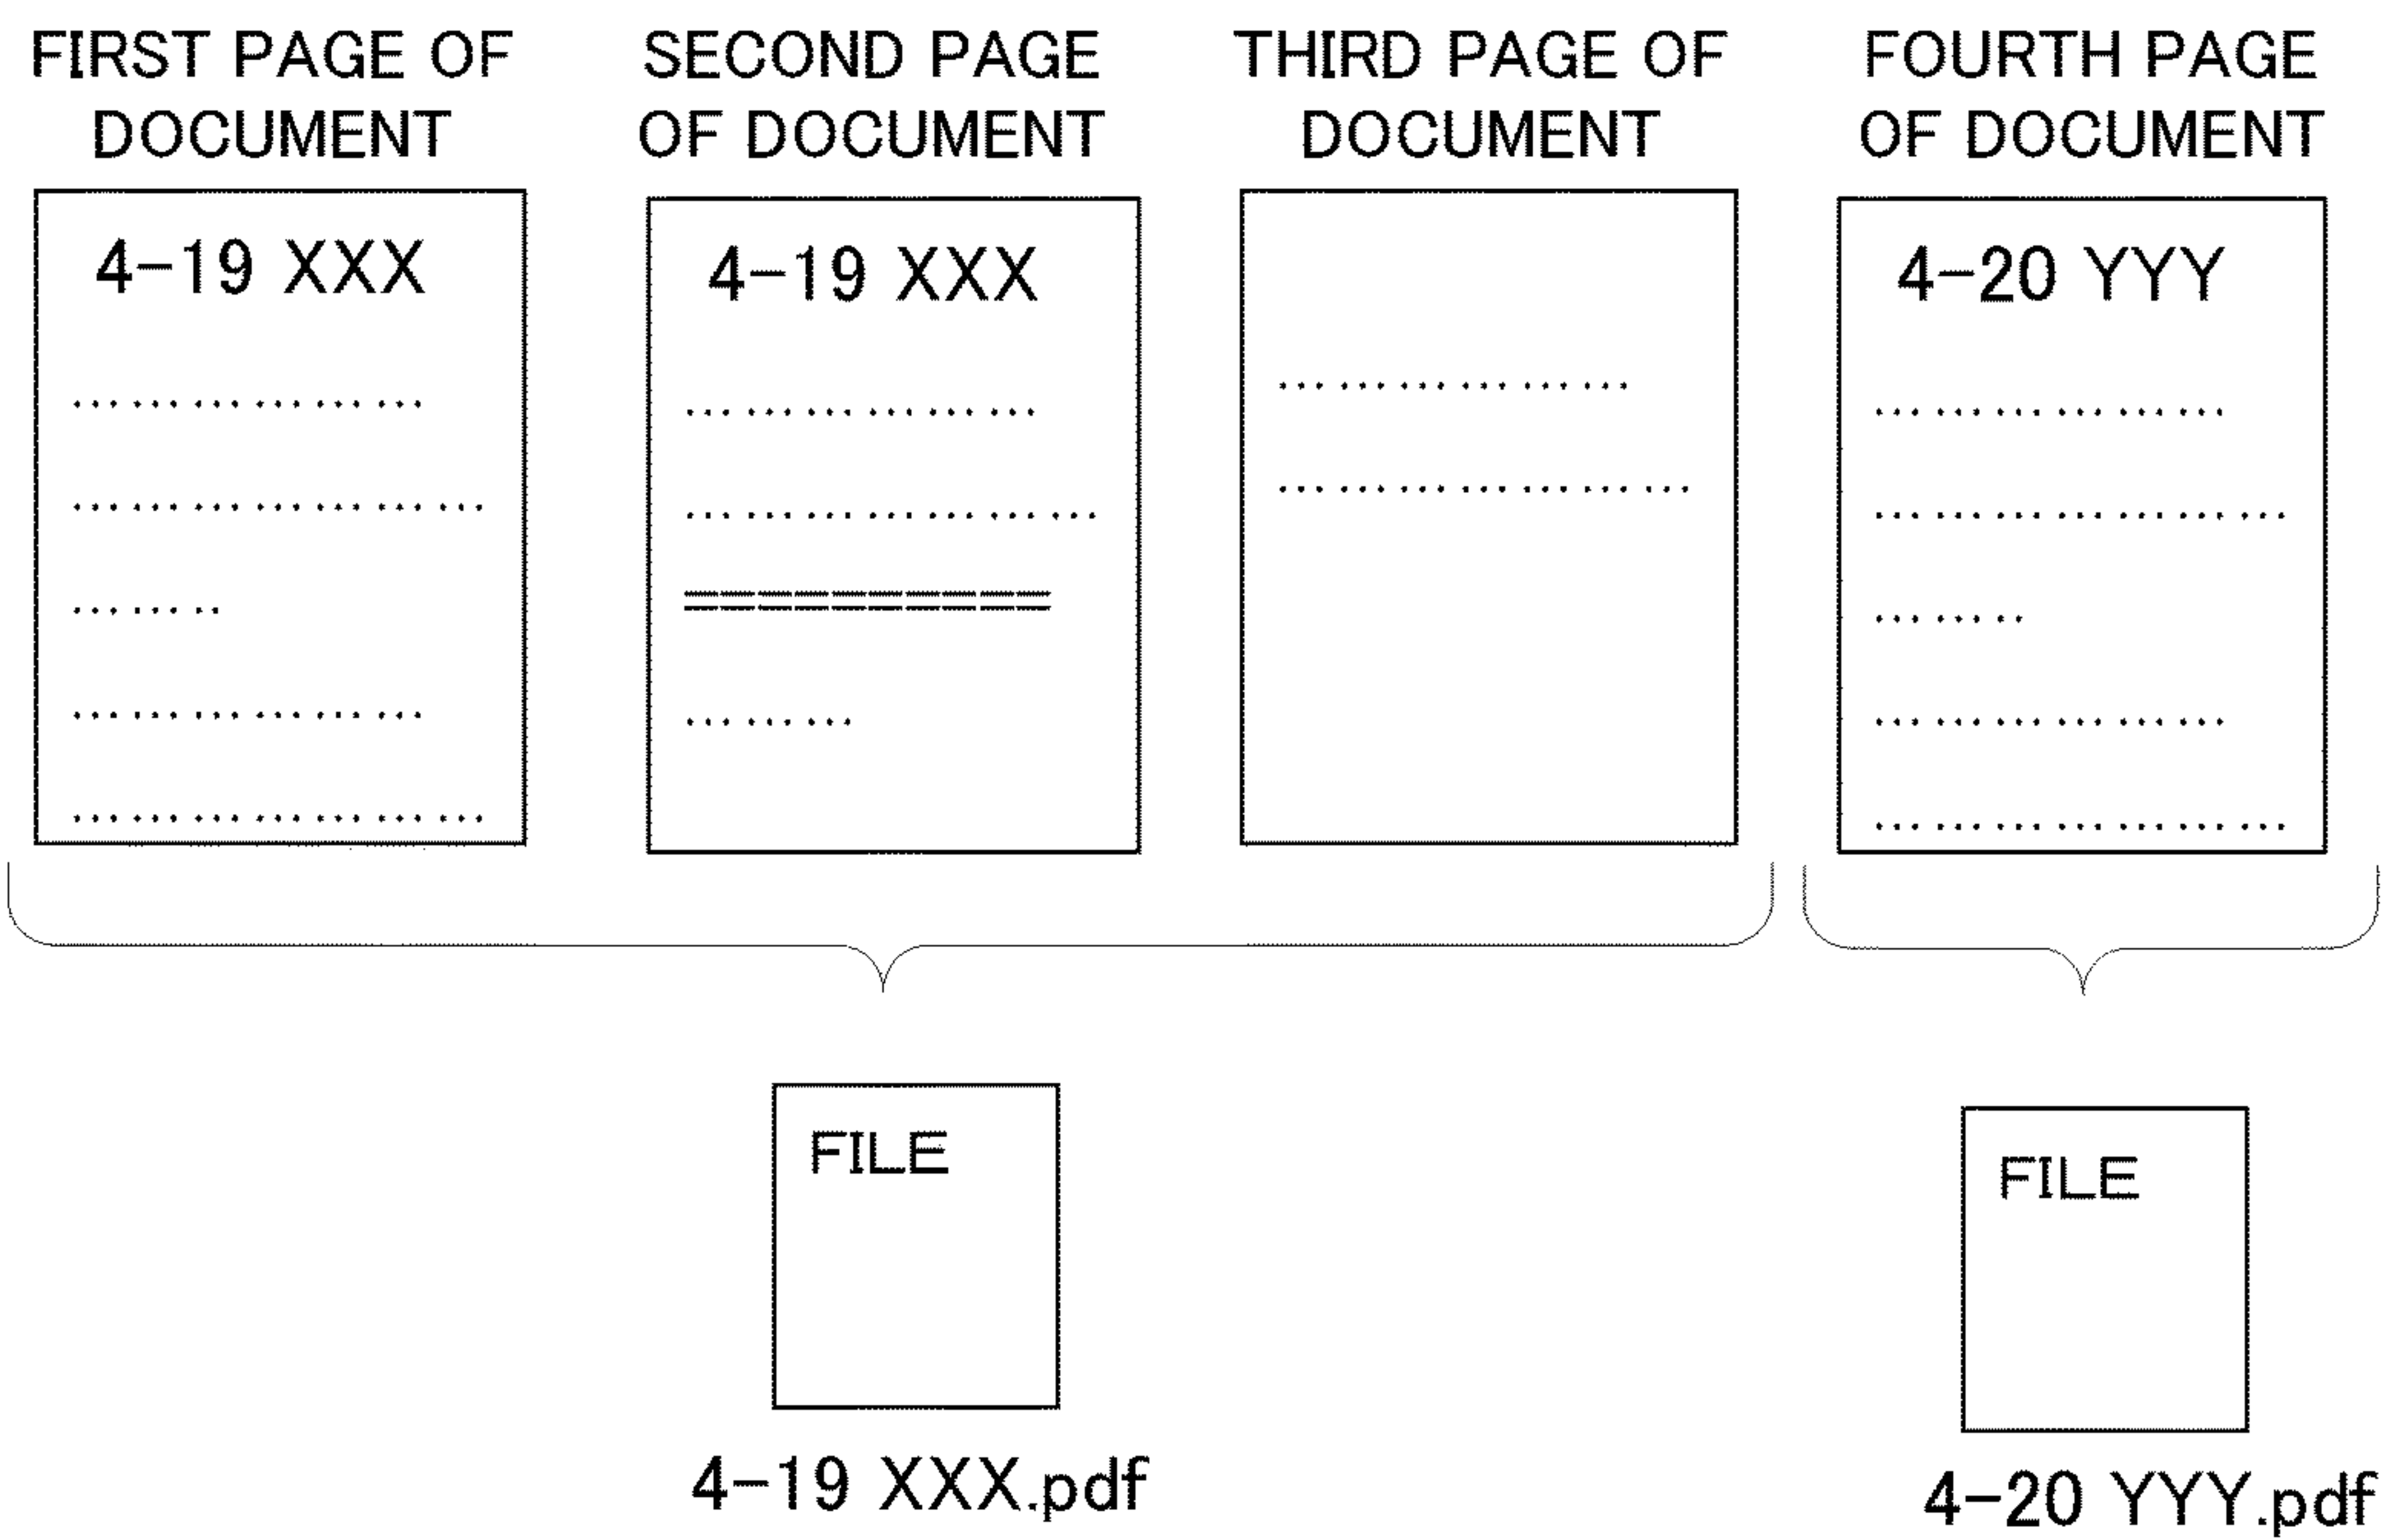 FIRST PAGE OF
DOCUMENT
SECOND PAGE
OF DOCUMENT
THIRD PAGE OF
DOCUMENT
FOURTH PAGE
OF DOCUMENT
4-19 XXX
4-19 XXX
4-20 YYY
FILE
4-19 XXX.pdf
FILE
4-20 YYY.pdf